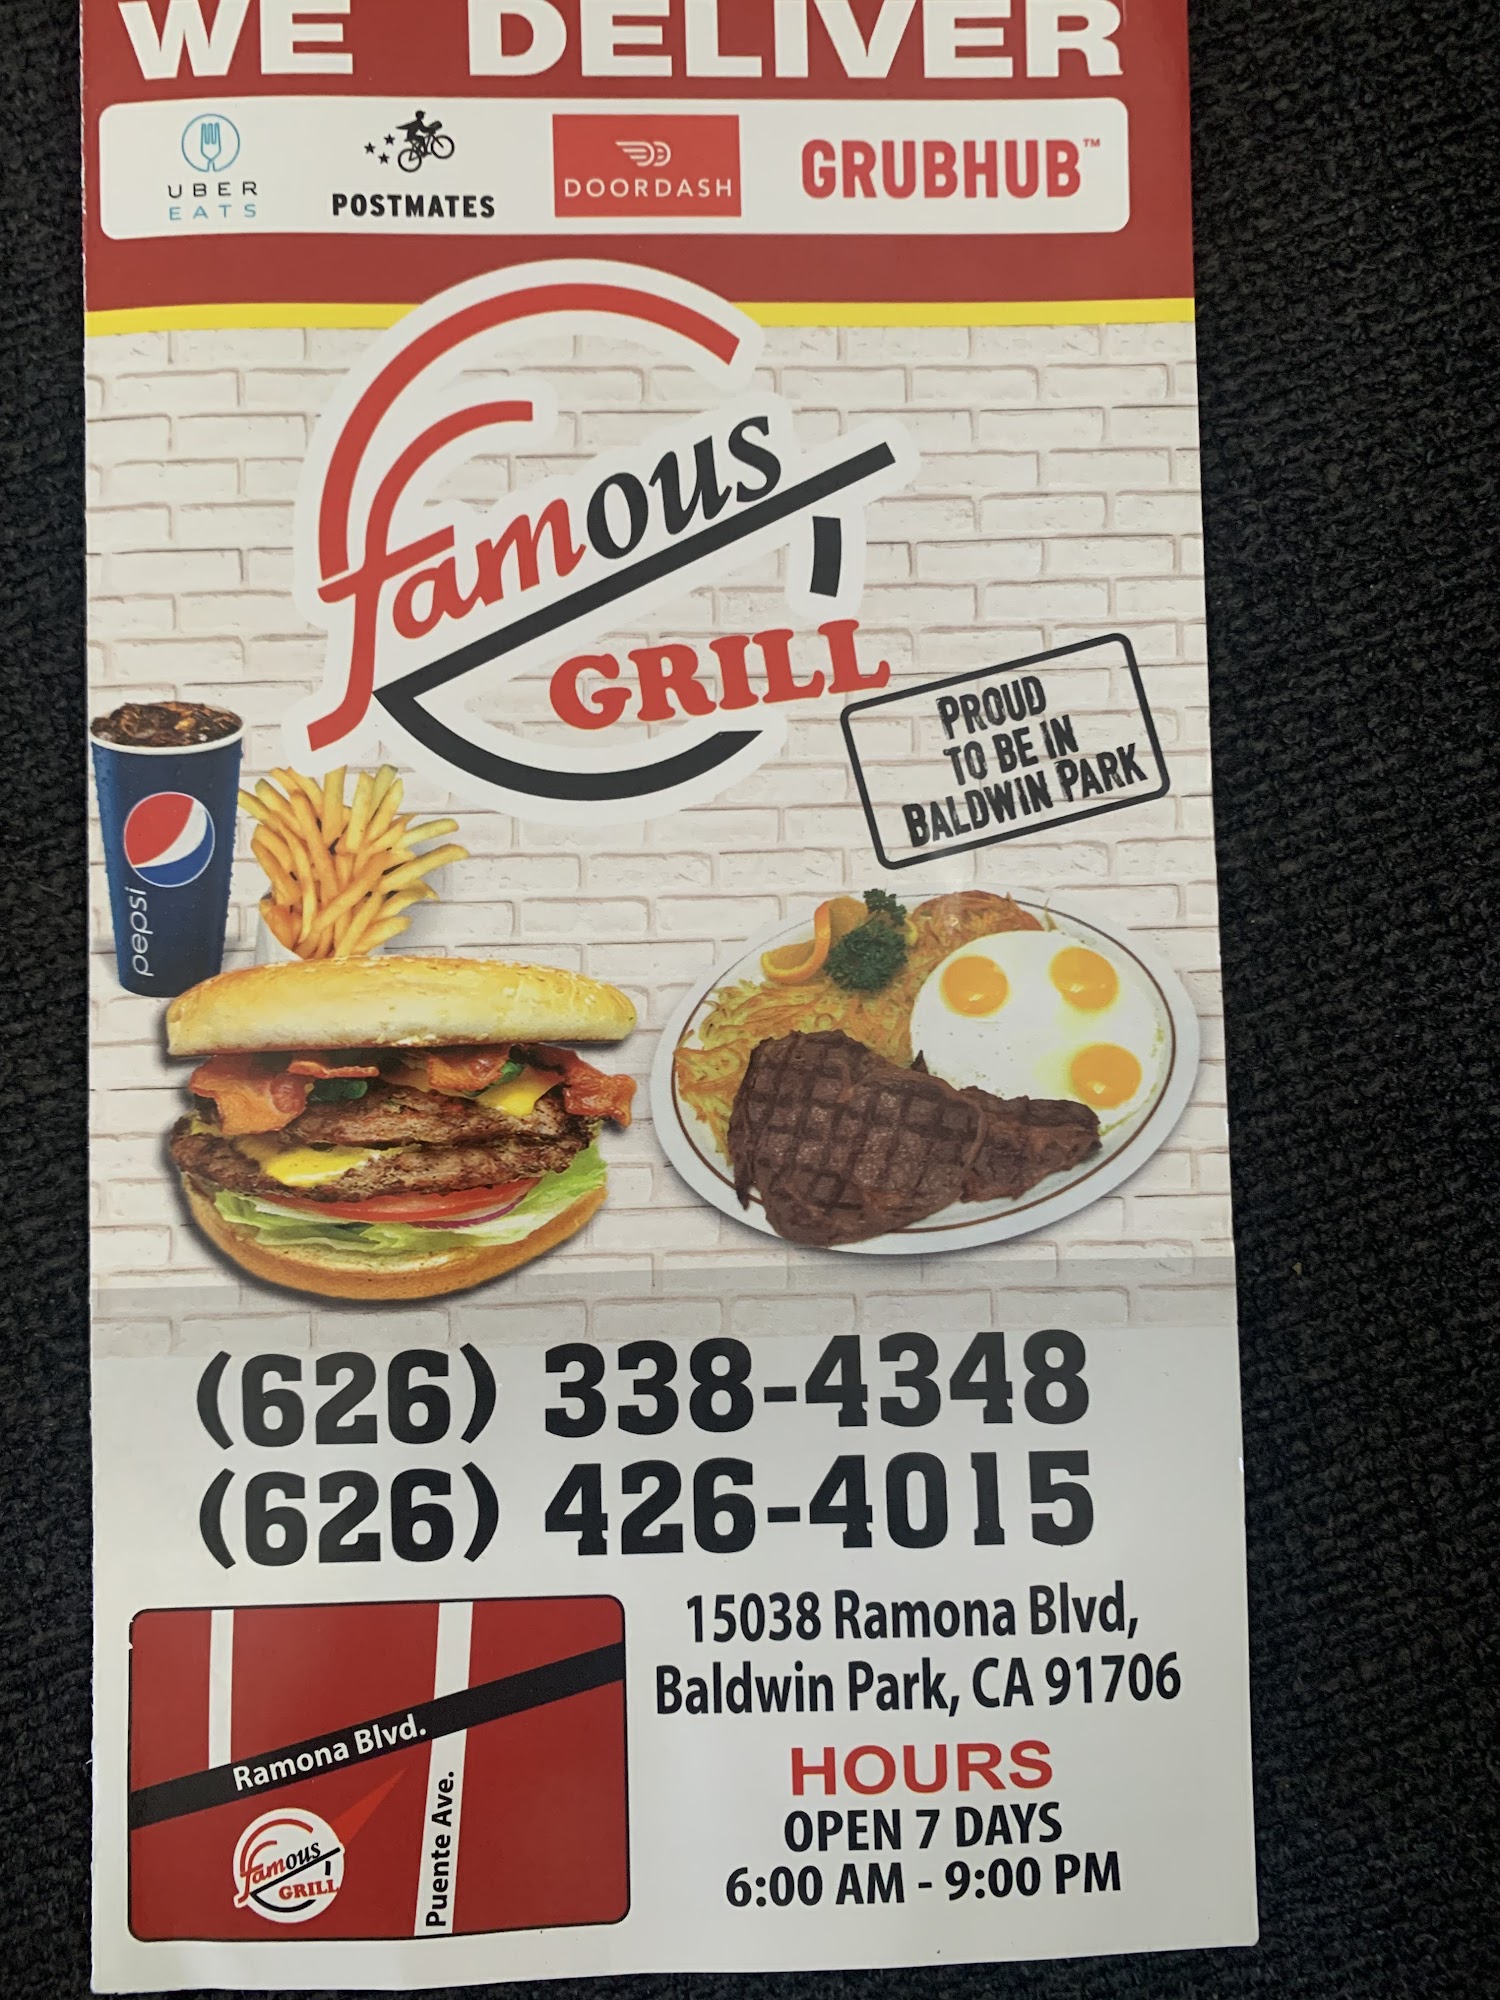 WE DELIVER
UBER
EATS
POSTMATES
DOORDASH
GRUBHUB™
famous
GRILL
PROUD
TO BE IN
BALDWIN PARK
pepsi
(626) 338-4348
(626) 426-4015
15038 Ramona Blvd,
Baldwin Park, CA 91706
HOURS
OPEN 7 DAYS
6:00 AM - 9:00 PM
Ramona Blvd.
Puente Ave.
famous
GRILL